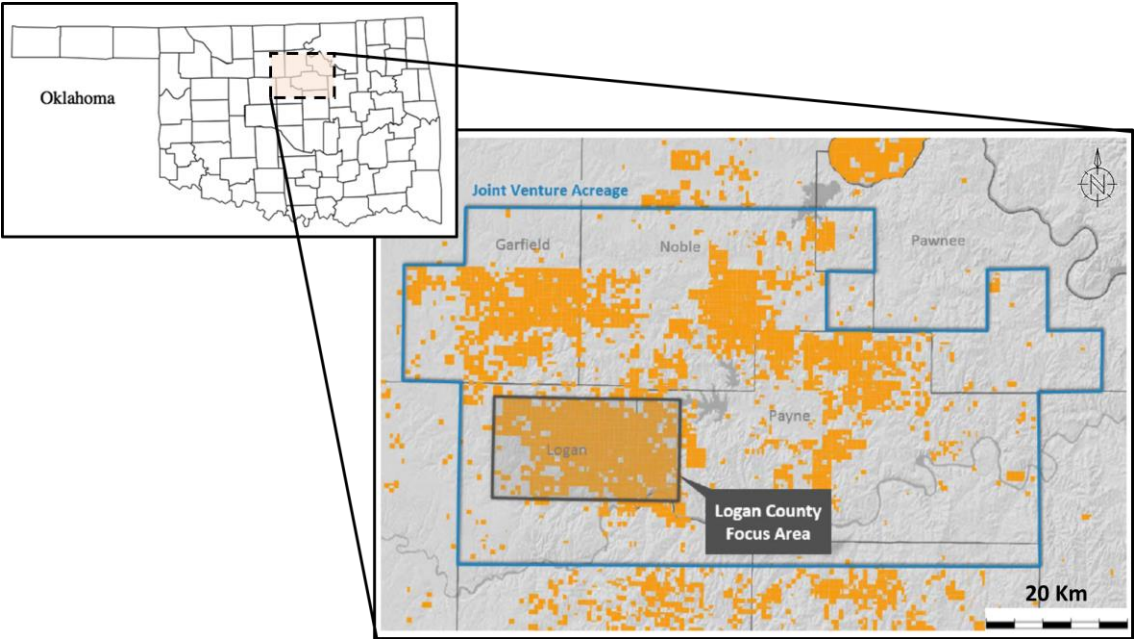 Oklahoma
Joint Venture Acreage
N
Garfield
Noble
Pawnee
Payne
Logan
Logan County
Focus Area
20 Km